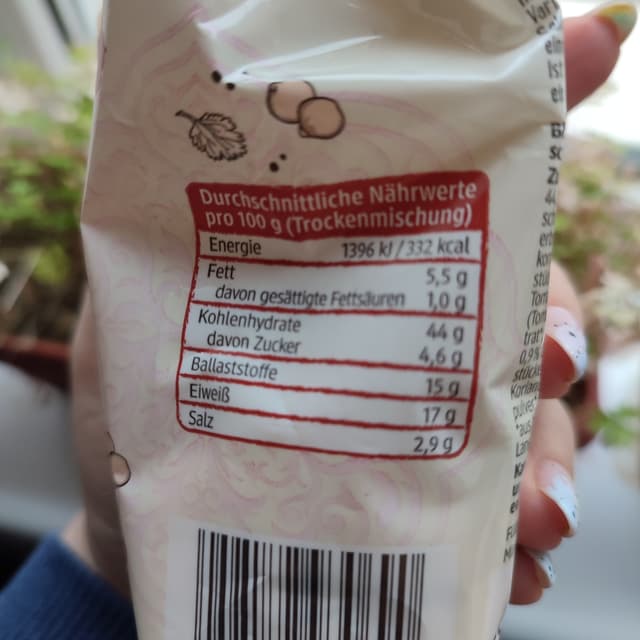 Durchschnittliche Nährwerte
pro 100 g (Trockenmischung)
Energie 1396 kJ/332 kcal
Fett 5,5 g
davon gesättigte Fettsäuren 1,0 g
Kohlenhydrate 44 g
davon Zucker 4,6 g
Ballaststoffe 15 g
Eiweiß 17 g
Salz 2,9 g